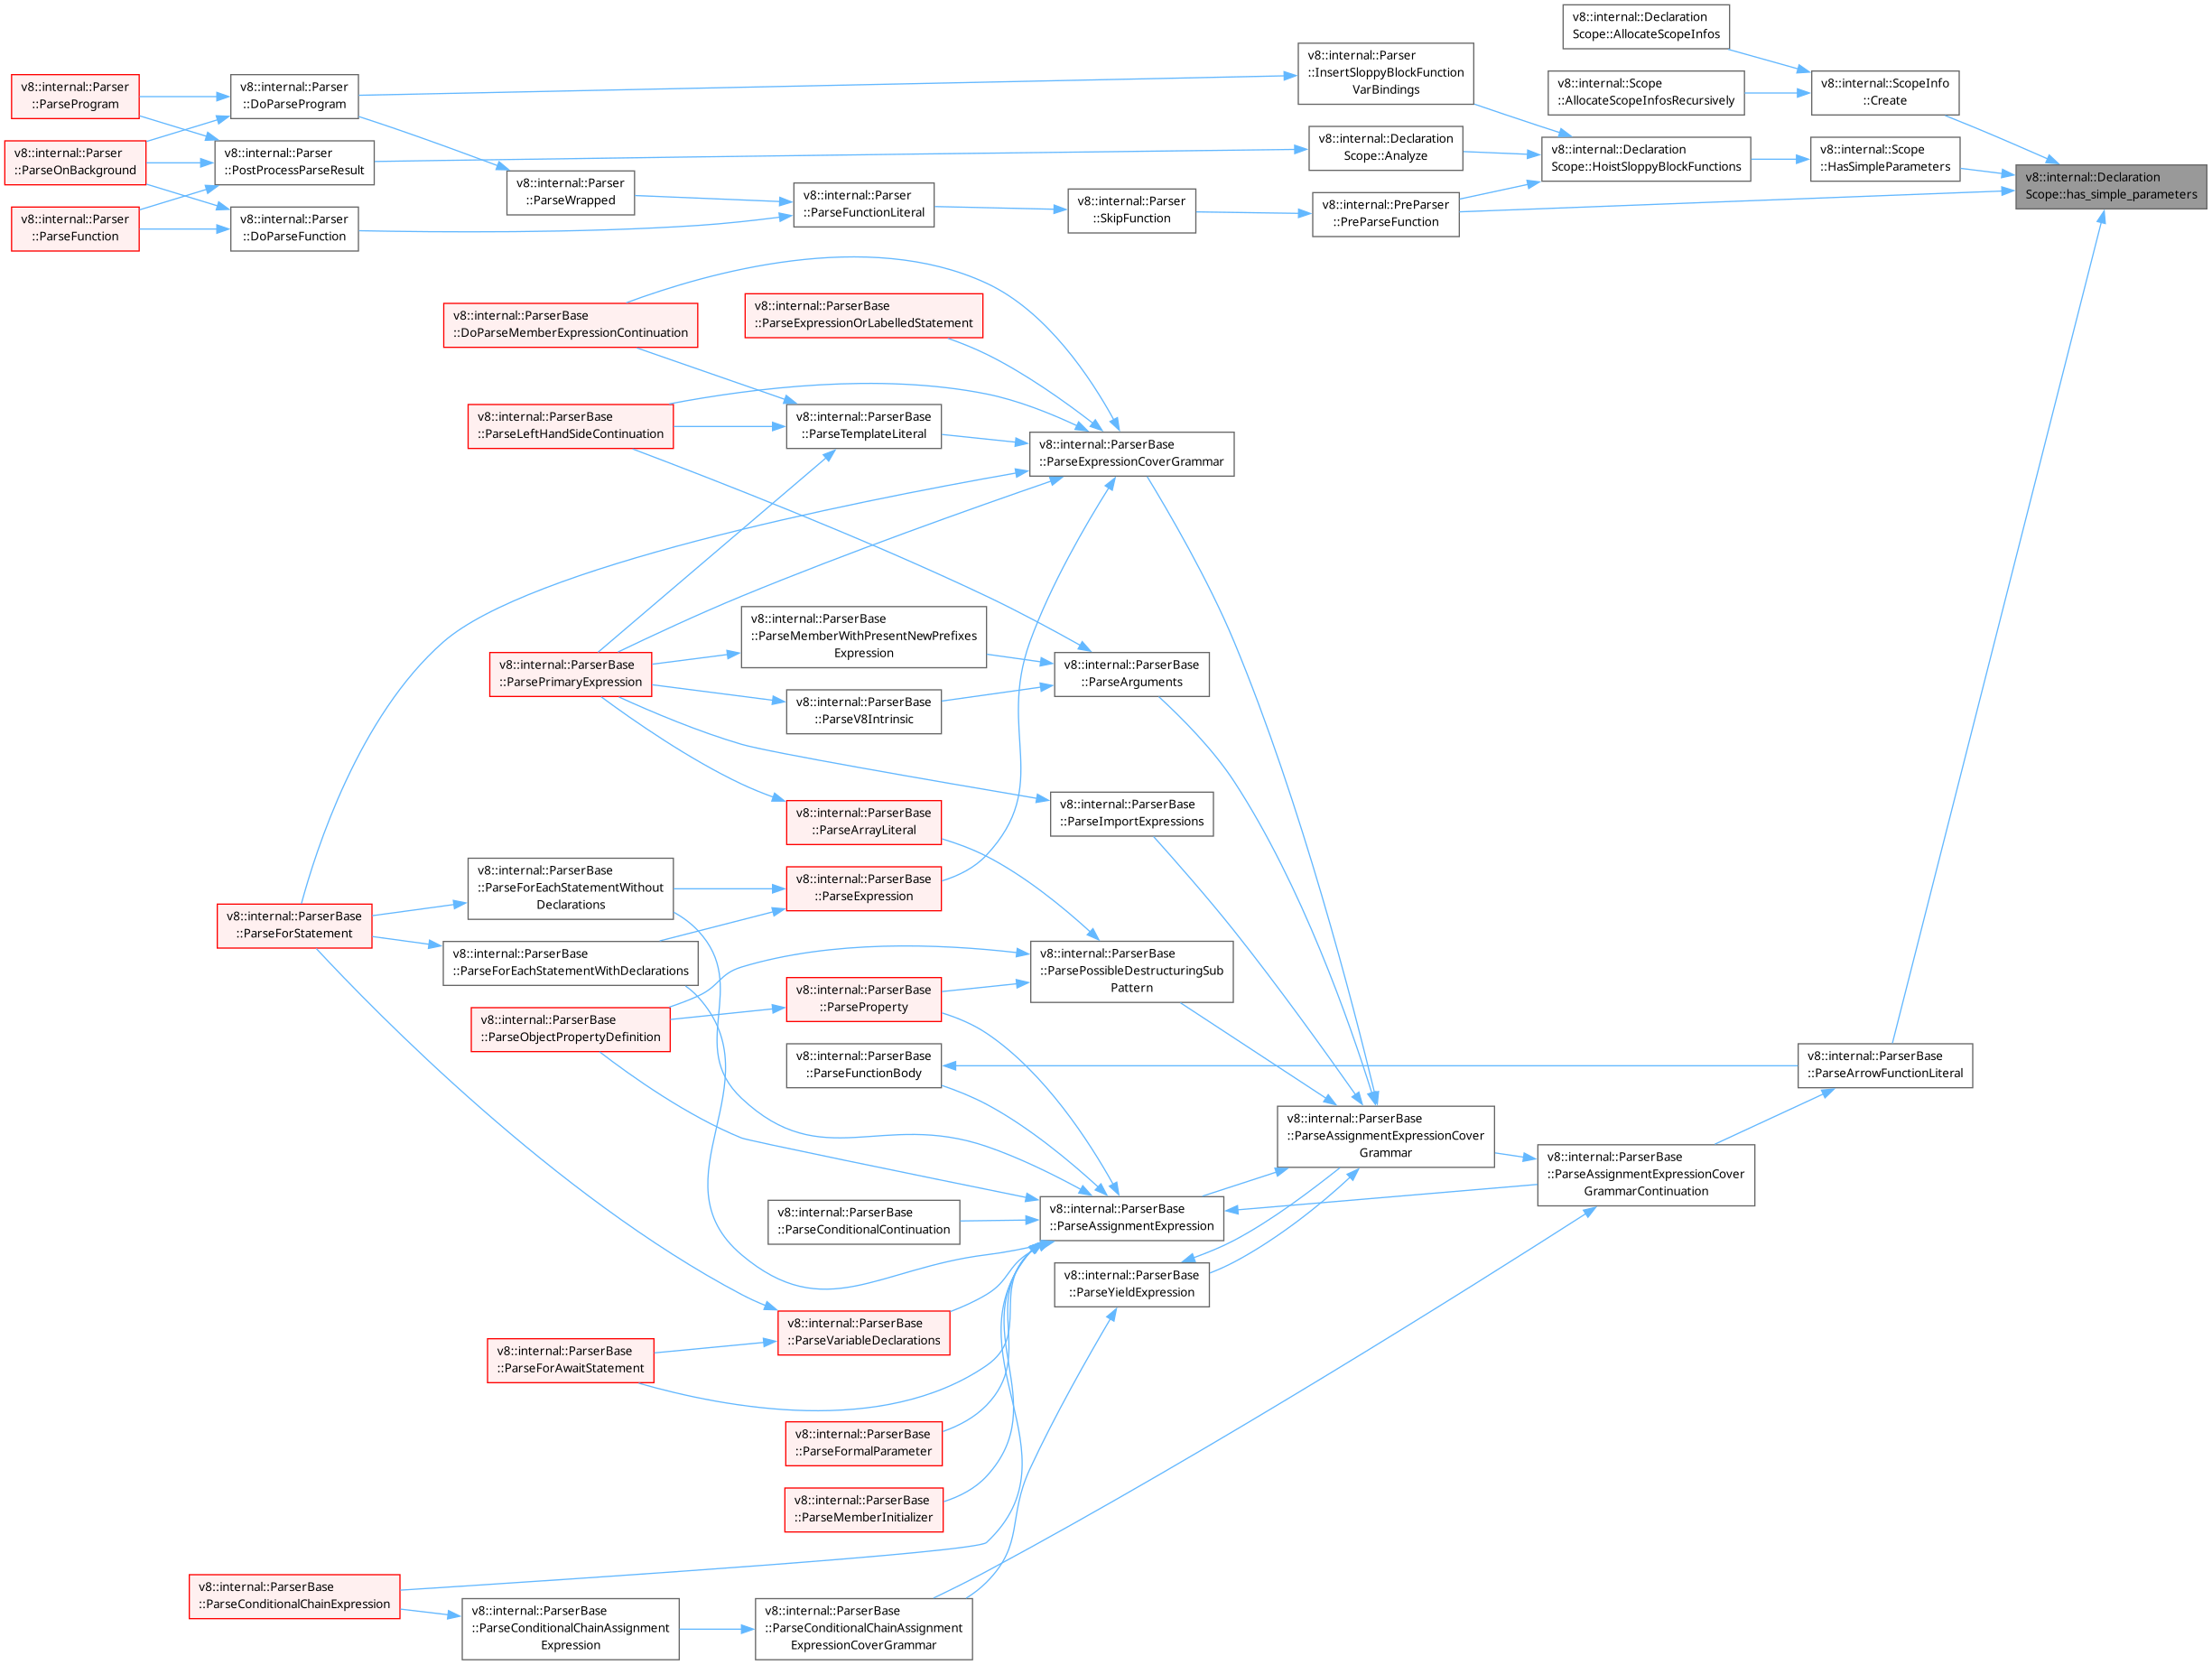 v8::internal::Declaration
Scope::AllocateScopeInfos
v8::internal::Parser
::InsertSloppyBlockFunction
VarBindings
v8::internal::Parser
::ParseProgram
v8::internal::Parser
::DoParseProgram
v8::internal::Scope
::AllocateScopeInfosRecursively
v8::internal::ScopeInfo
::Create
v8::internal::Parser
::ParseOnBackground
v8::internal::Parser
::PostProcessParseResult
v8::internal::Declaration
Scope::Analyze
v8::internal::Declaration
Scope::HoistSloppyBlockFunctions
v8::internal::Scope
::HasSimpleParameters
v8::internal::Declaration
Scope::has_simple_parameters
v8::internal::Parser
::ParseWrapped
v8::internal::Parser
::ParseFunctionLiteral
v8::internal::Parser
::SkipFunction
v8::internal::PreParser
::PreParseFunction
v8::internal::Parser
::ParseFunction
v8::internal::Parser
::DoParseFunction
v8::internal::ParserBase
::DoParseMemberExpressionContinuation
v8::internal::ParserBase
::ParseExpressionOrLabelledStatement
v8::internal::ParserBase
::ParseLeftHandSideContinuation
v8::internal::ParserBase
::ParseTemplateLiteral
v8::internal::ParserBase
::ParseExpressionCoverGrammar
v8::internal::ParserBase
::ParseMemberWithPresentNewPrefixes
Expression
v8::internal::ParserBase
::ParsePrimaryExpression
v8::internal::ParserBase
::ParseArguments
v8::internal::ParserBase
::ParseV8Intrinsic
v8::internal::ParserBase
::ParseArrayLiteral
v8::internal::ParserBase
::ParseImportExpressions
v8::internal::ParserBase
::ParseForEachStatementWithout
Declarations
v8::internal::ParserBase
::ParseExpression
v8::internal::ParserBase
::ParseForStatement
v8::internal::ParserBase
::ParseForEachStatementWithDeclarations
v8::internal::ParserBase
::ParsePossibleDestructuringSub
Pattern
v8::internal::ParserBase
::ParseObjectPropertyDefinition
v8::internal::ParserBase
::ParseProperty
v8::internal::ParserBase
::ParseFunctionBody
v8::internal::ParserBase
::ParseArrowFunctionLiteral
v8::internal::ParserBase
::ParseAssignmentExpressionCover
Grammar
v8::internal::ParserBase
::ParseAssignmentExpressionCover
GrammarContinuation
v8::internal::ParserBase
::ParseConditionalContinuation
v8::internal::ParserBase
::ParseAssignmentExpression
v8::internal::ParserBase
::ParseYieldExpression
v8::internal::ParserBase
::ParseVariableDeclarations
v8::internal::ParserBase
::ParseForAwaitStatement
v8::internal::ParserBase
::ParseFormalParameter
v8::internal::ParserBase
::ParseMemberInitializer
v8::internal::ParserBase
::ParseConditionalChainExpression
v8::internal::ParserBase
::ParseConditionalChainAssignment
Expression
v8::internal::ParserBase
::ParseConditionalChainAssignment
ExpressionCoverGrammar